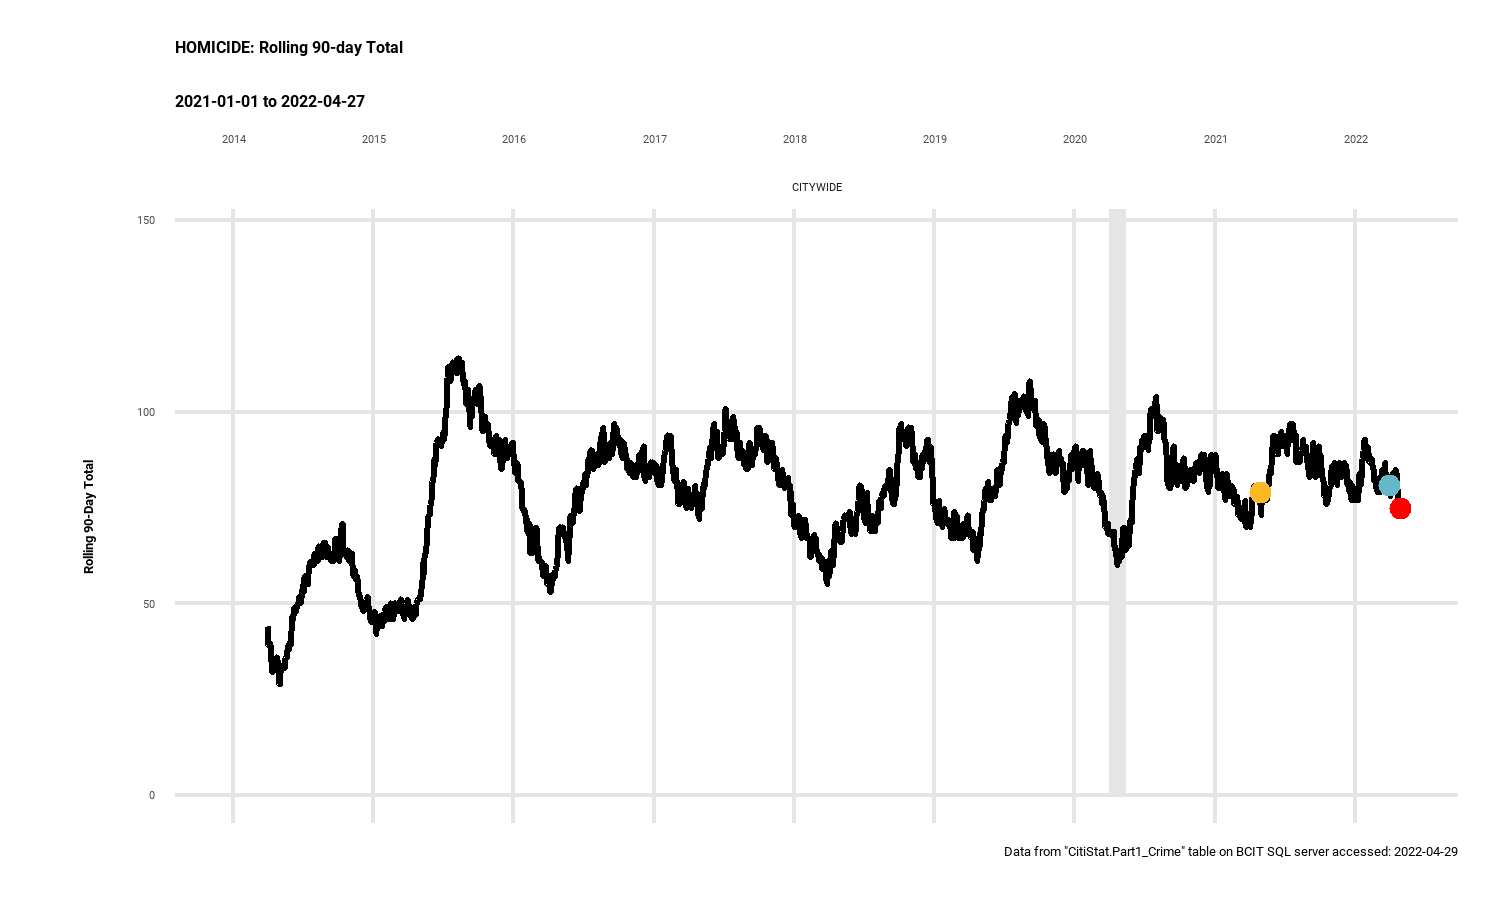 HOMICIDE: Rolling 90-day Total
2021-01-01 to 2022-04-27
2014 2015 2016 2017 2018 2019 2020 2021 2022
CITYWIDE
150
100
50
0
Rolling 90-Day Total
Data from "CitiStat.Part1_Crime" table on BCIT SQL server accessed: 2022-04-29